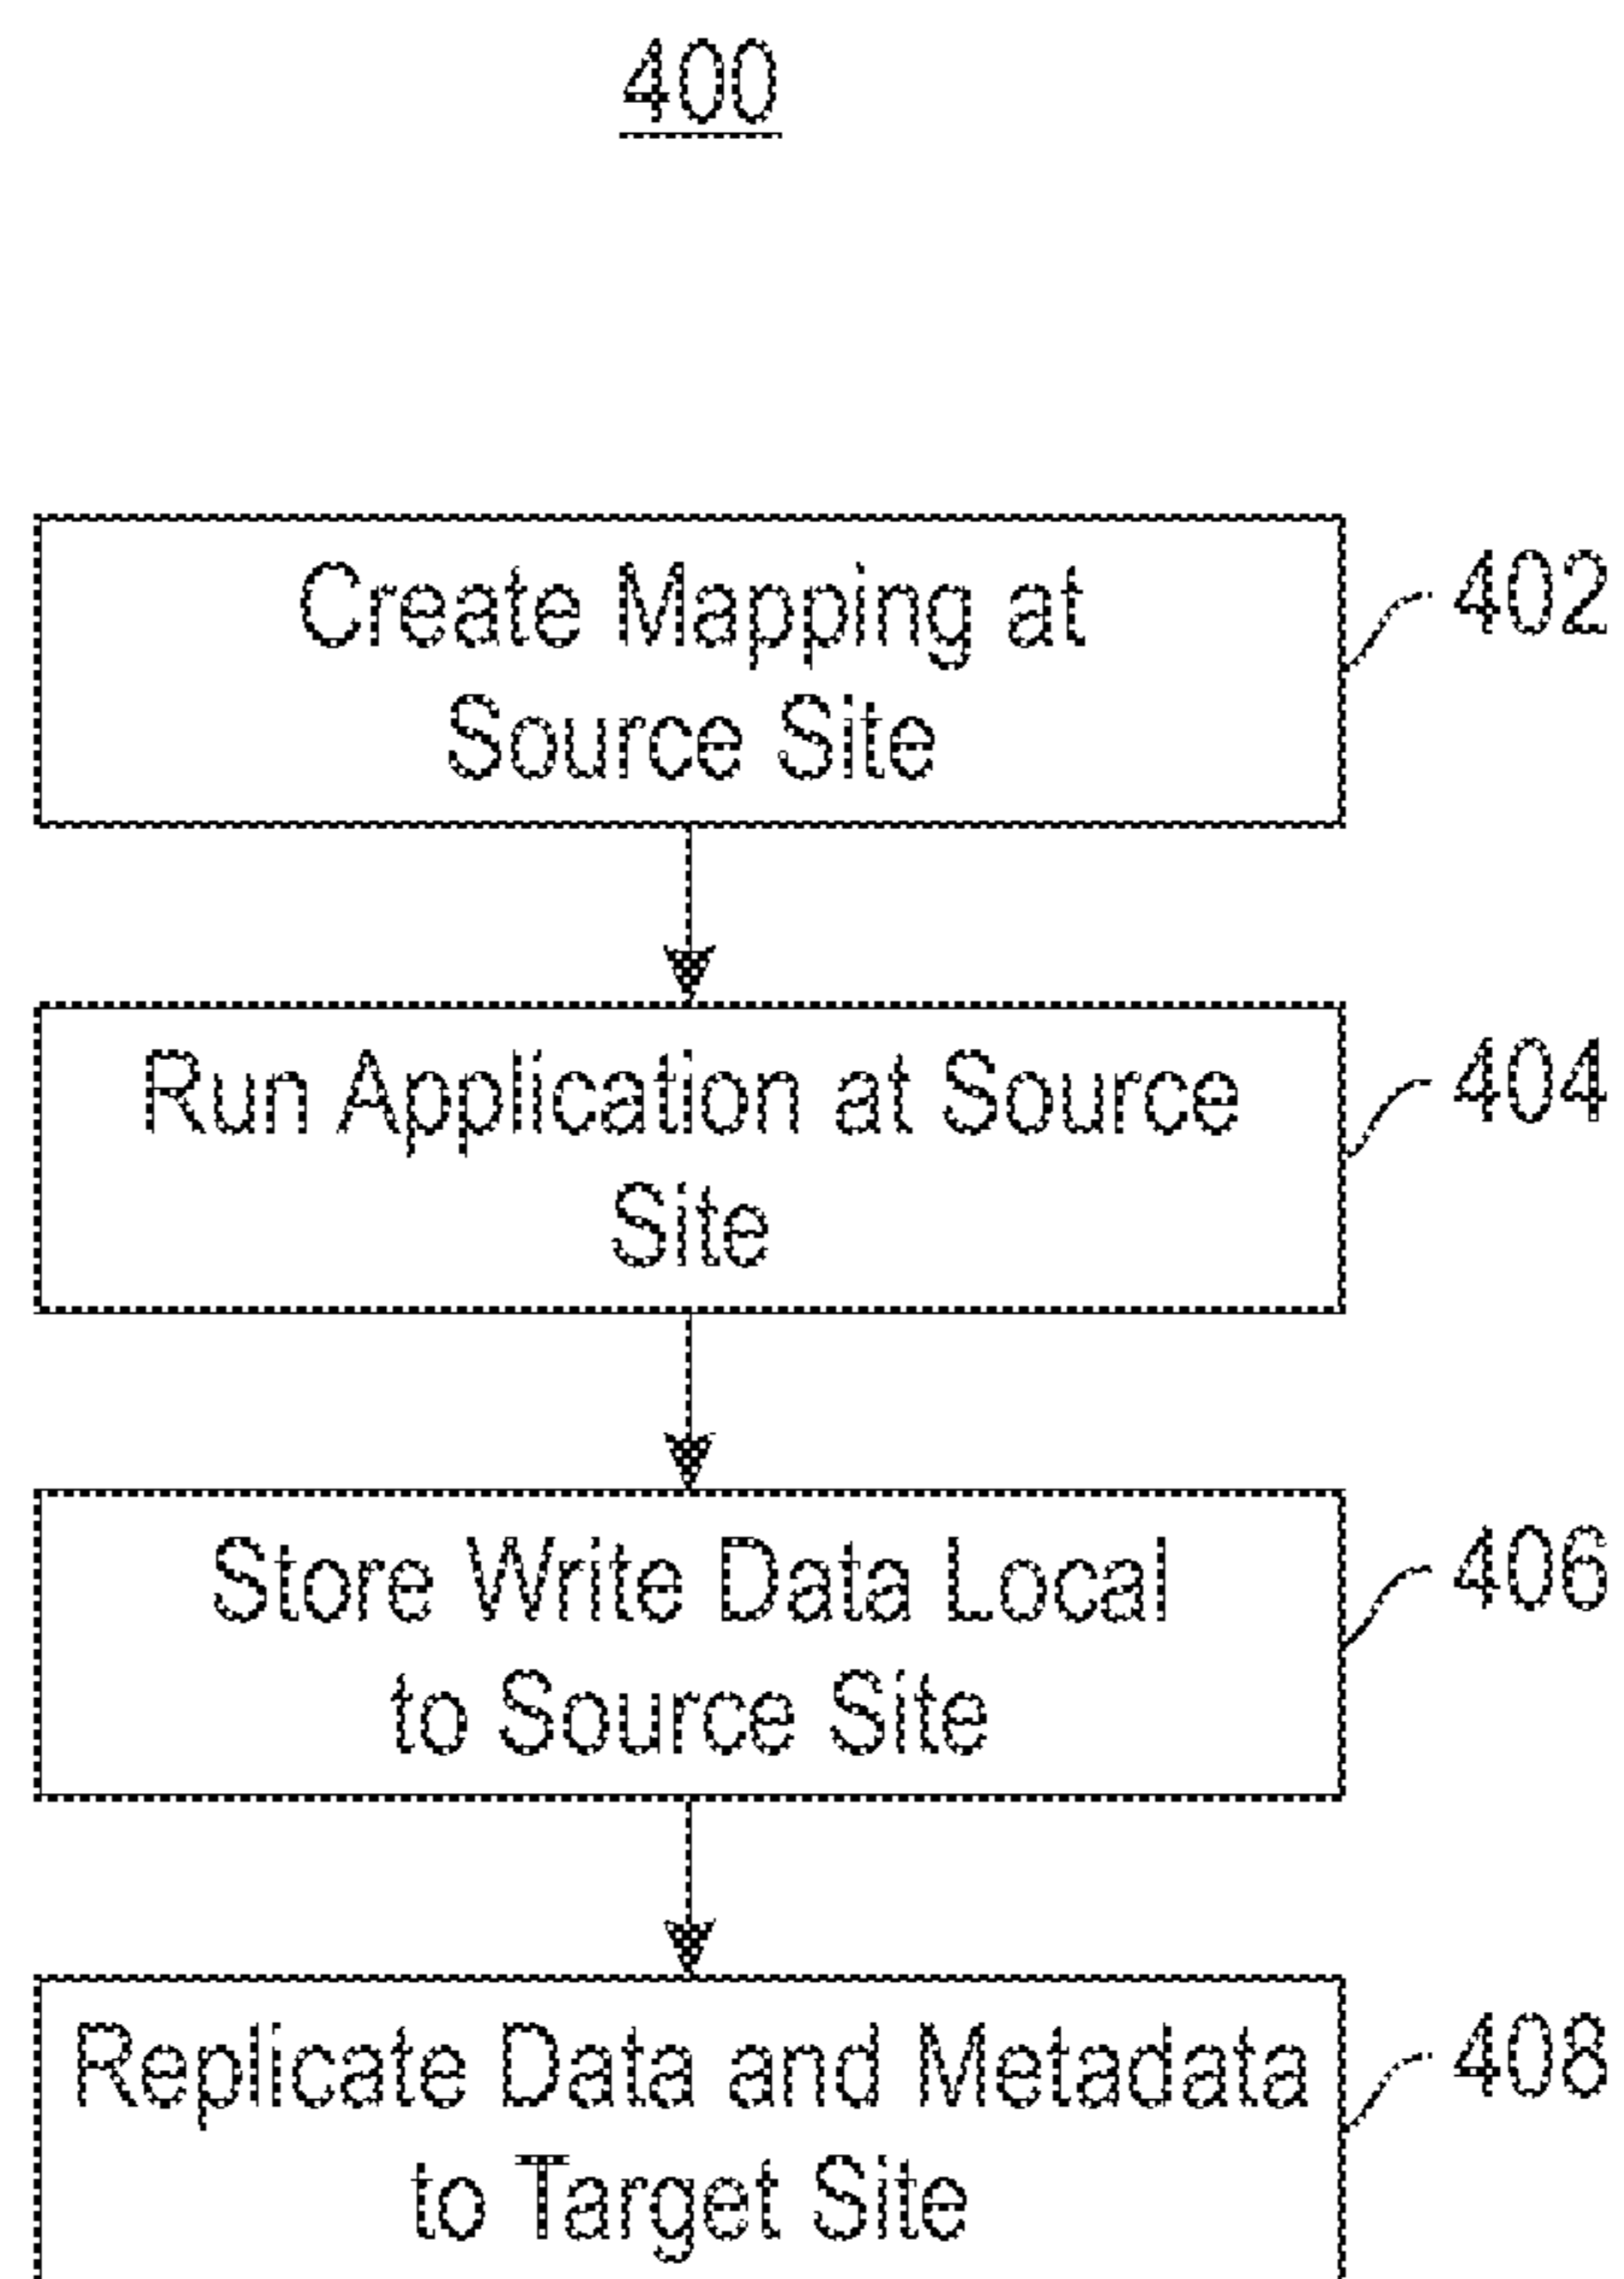 400
Create Mapping at
Source Site
402
Run Application at Source
Site
404
Store Write Data Local
to Source Site
406
Replicate Data and Metadata
to Target Site
408